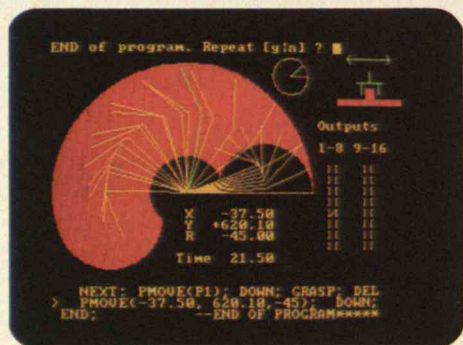 END of program. Repeat [y:n] ?
Outputs
1-8 9-16
X -37.50
Y +620.10
R -45.00
Time 21.50
NEXT: PMOVE(P1); DOWN; GRASP; DEL
> PMOVE(-37.50, 620.10,-45); DOWN;
END; --END OF PROGRAM*****